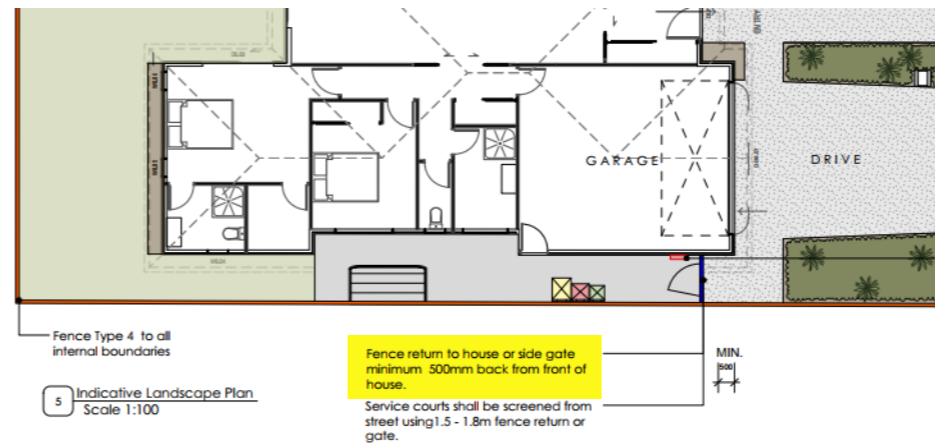 GARAGE
DRIVE
Fence Type 4 to all
internal boundaries
5
Indicative Landscape Plan
Scale 1:100
Fence return to house or side gate
minimum 500mm back from front of
house.
Service courts shall be screened from
street using1.5 - 1.8m fence return or
gate.
MIN.
500